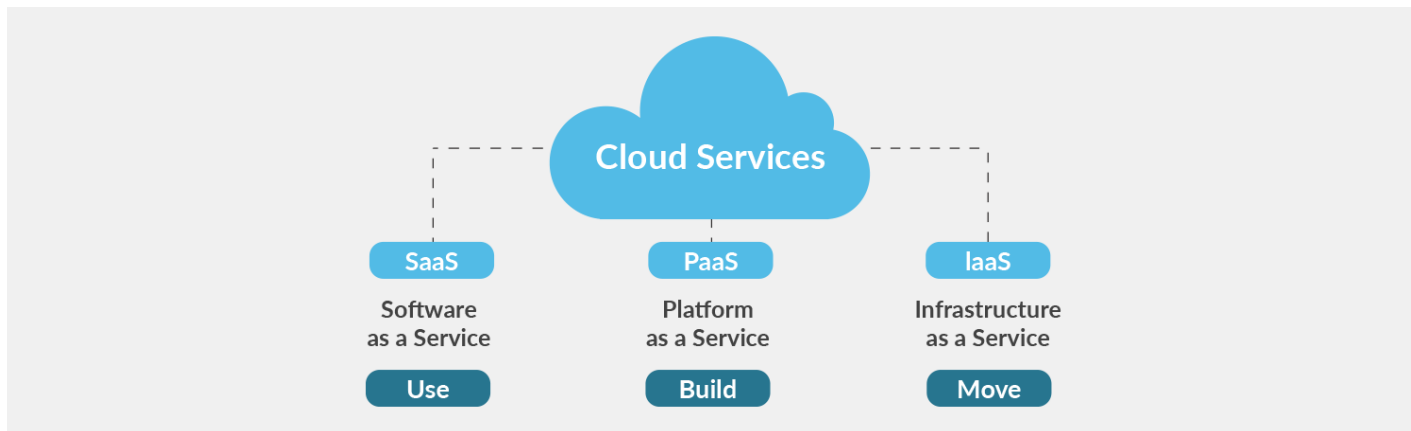 Cloud Services
SaaS
PaaS
IaaS
Software
as a Service
Platform
as a Service
Infrastructure
as a Service
Use
Build
Move